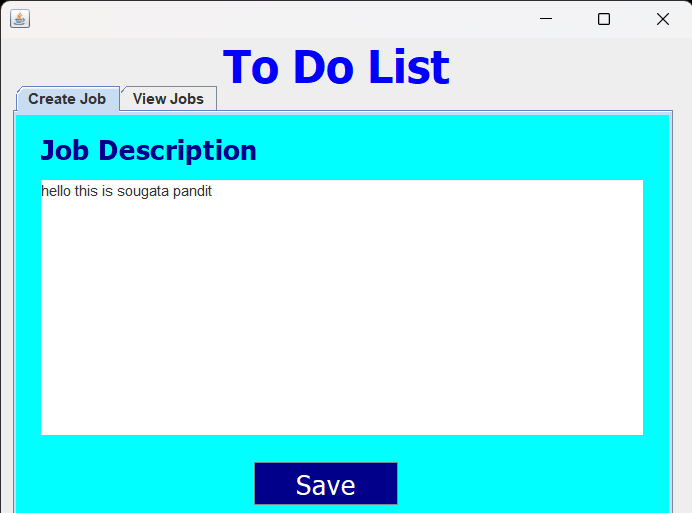 To Do List
Create Job View Jobs
Job Description
hello this is sougata pandit
Save